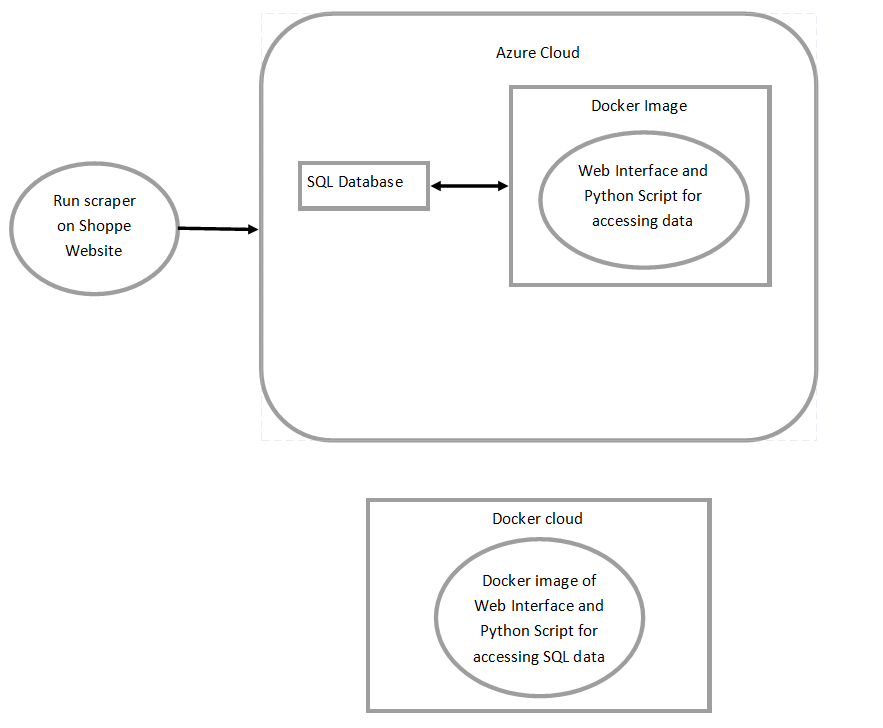 Azure Cloud
Docker Image
Web Interface and
Python Script for
accessing data
SQL Database
Run scraper
on Shoppe
Website
Docker cloud
Docker image of
Web Interface and
Python Script for
accessing SQL data